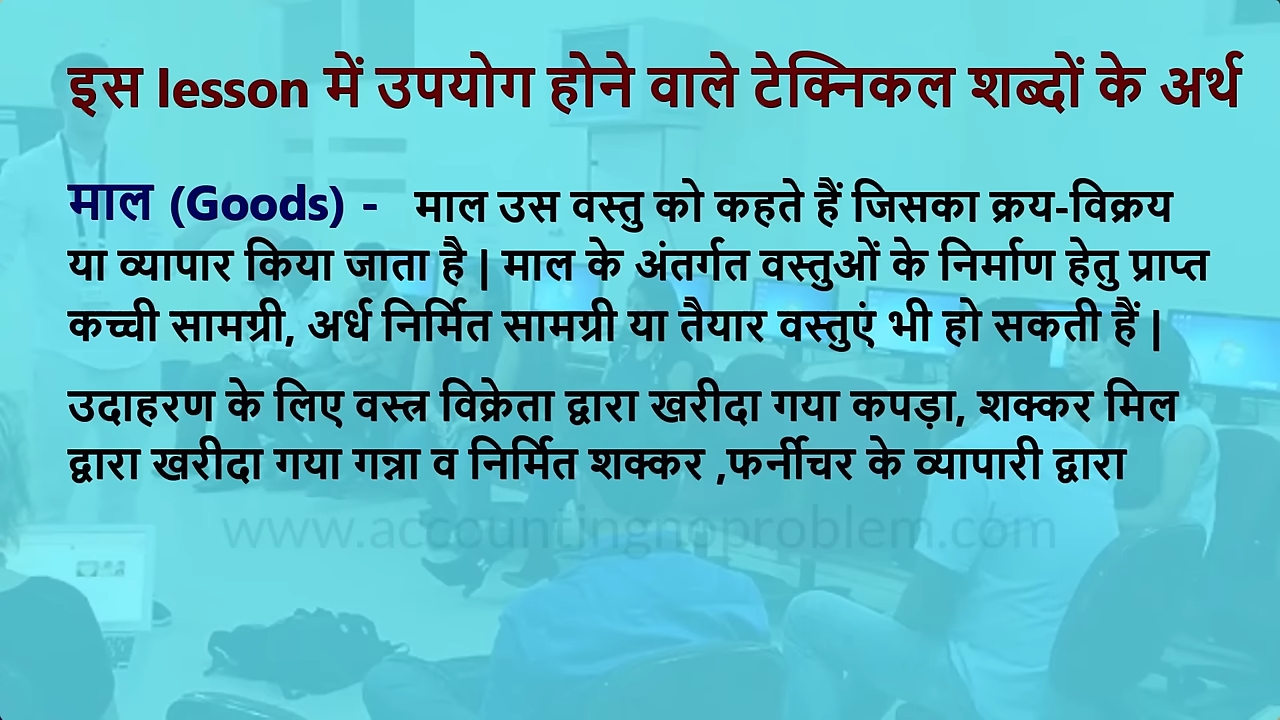 इस lesson में उपयोग होने वाले टेक्निकल शब्दों के अर्थ
माल (Goods) - माल उस वस्तु को कहते हैं जिसका क्रय-विक्रय
या व्यापार किया जाता है | माल के अंतर्गत वस्तुओं के निर्माण हेतु प्राप्त
कच्ची सामग्री, अर्ध निर्मित सामग्री या तैयार वस्तुएं भी हो सकती हैं |
उदाहरण के लिए वस्त्र विक्रेता द्वारा खरीदा गया कपड़ा, शक्कर मिल
द्वारा खरीदा गया गन्ना व निर्मित शक्कर ,फर्नीचर के व्यापारी द्वारा
www.accountingnoproblem.com